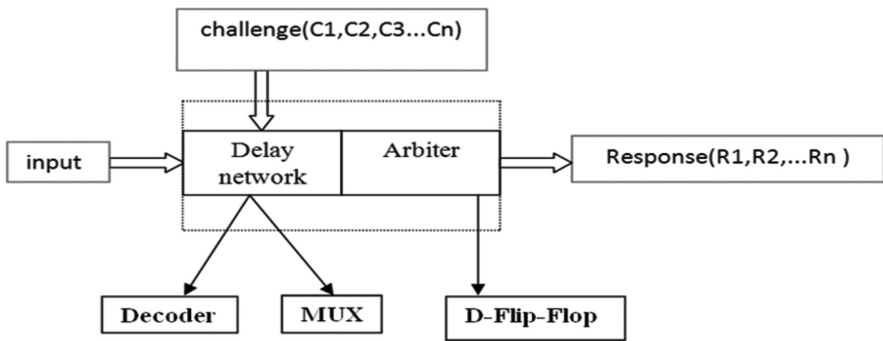 challenge(C1,C2,C3...Cn)
input
Delay
network
Arbiter
Response(R1,R2,...Rn )
Decoder
MUX
D-Flip-Flop